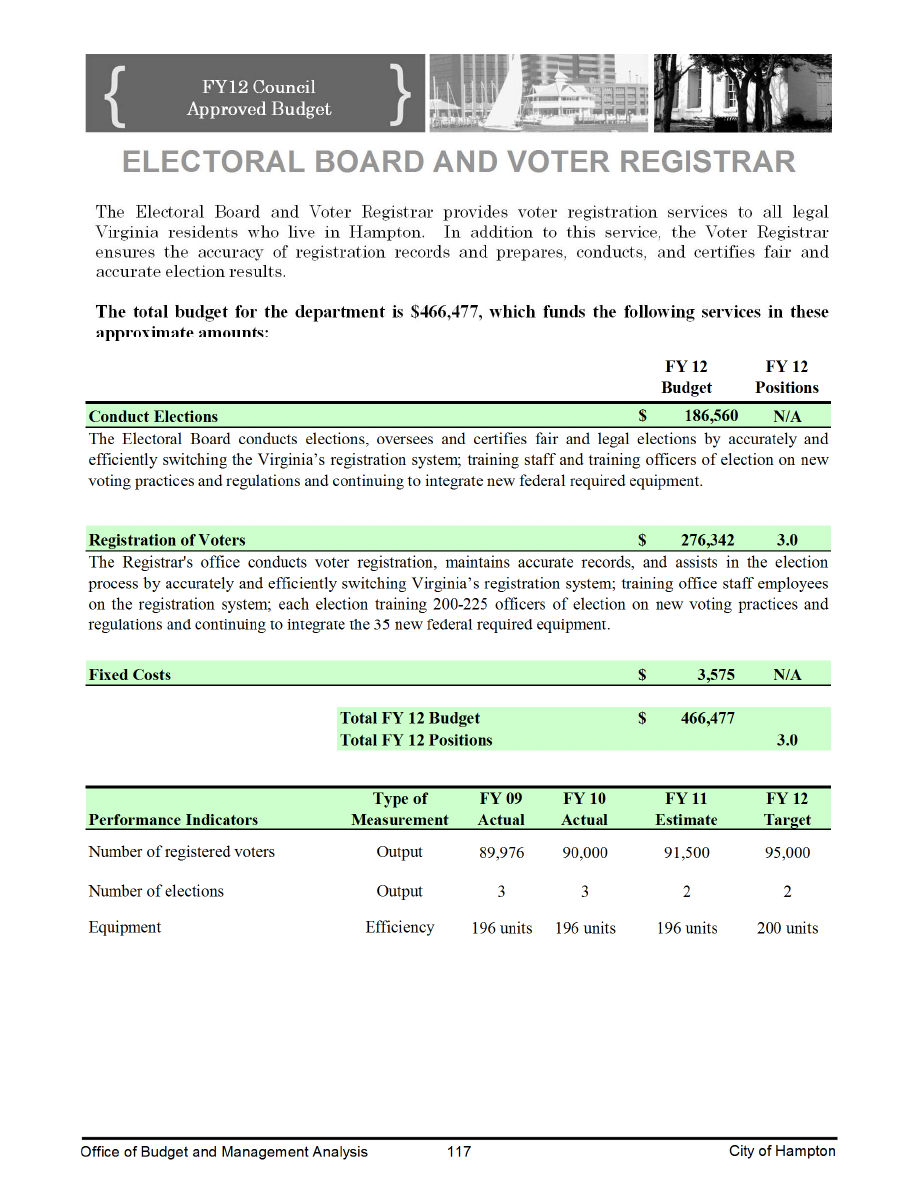 { FY12 Council }
Approved Budget
ELECTORAL BOARD AND VOTER REGISTRAR
The Electoral Board and Voter Registrar provides voter registration services to all legal
Virginia residents who live in Hampton. In addition to this service, the Voter Registrar
ensures the accuracy of registration records and prepares, conducts, and certifies fair and
accurate election results.
The total budget for the department is $466,477, which funds the following services in these
approximate amounts:
FY 12 FY 12
Budget Positions
Conduct Elections $ 186,560 N/A
The Electoral Board conducts elections, oversees and certifies fair and legal elections by accurately and
efficiently switching the Virginia’s registration system; training staff and training officers of election on new
voting practices and regulations and continuing to integrate new federal required equipment.
Registration of Voters $ 276,342 3.0
The Registrar's office conducts voter registration, maintains accurate records, and assists in the election
process by accurately and efficiently switching Virginia’s registration system; training office staff employees
on the registration system; each election training 200-225 officers of election on new voting practices and
regulations and continuing to integrate the 35 new federal required equipment.
Fixed Costs $ 3,575 N/A
Total FY 12 Budget $ 466,477
Total FY 12 Positions 3.0
Type of FY 09 FY 10 FY 11 FY 12
Performance Indicators Measurement Actual Actual Estimate Target
Number of registered voters Output 89,976 90,000 91,500 95,000
Number of elections Output 3 3 2 2
Equipment Efficiency 196 units 196 units 196 units 200 units
Office of Budget and Management Analysis 117 City of Hampton